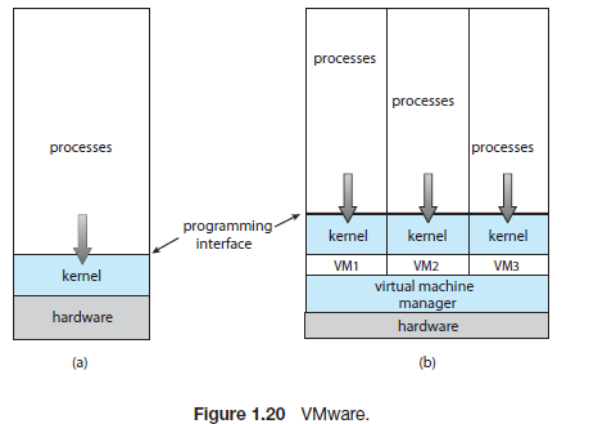 processes
kernel
hardware
(a)
programming
interface
processes
processes
processes
kernel kernel kernel
VM1 VM2 VM3
virtual machine
manager
hardware
(b)
Figure 1.20 VMware.